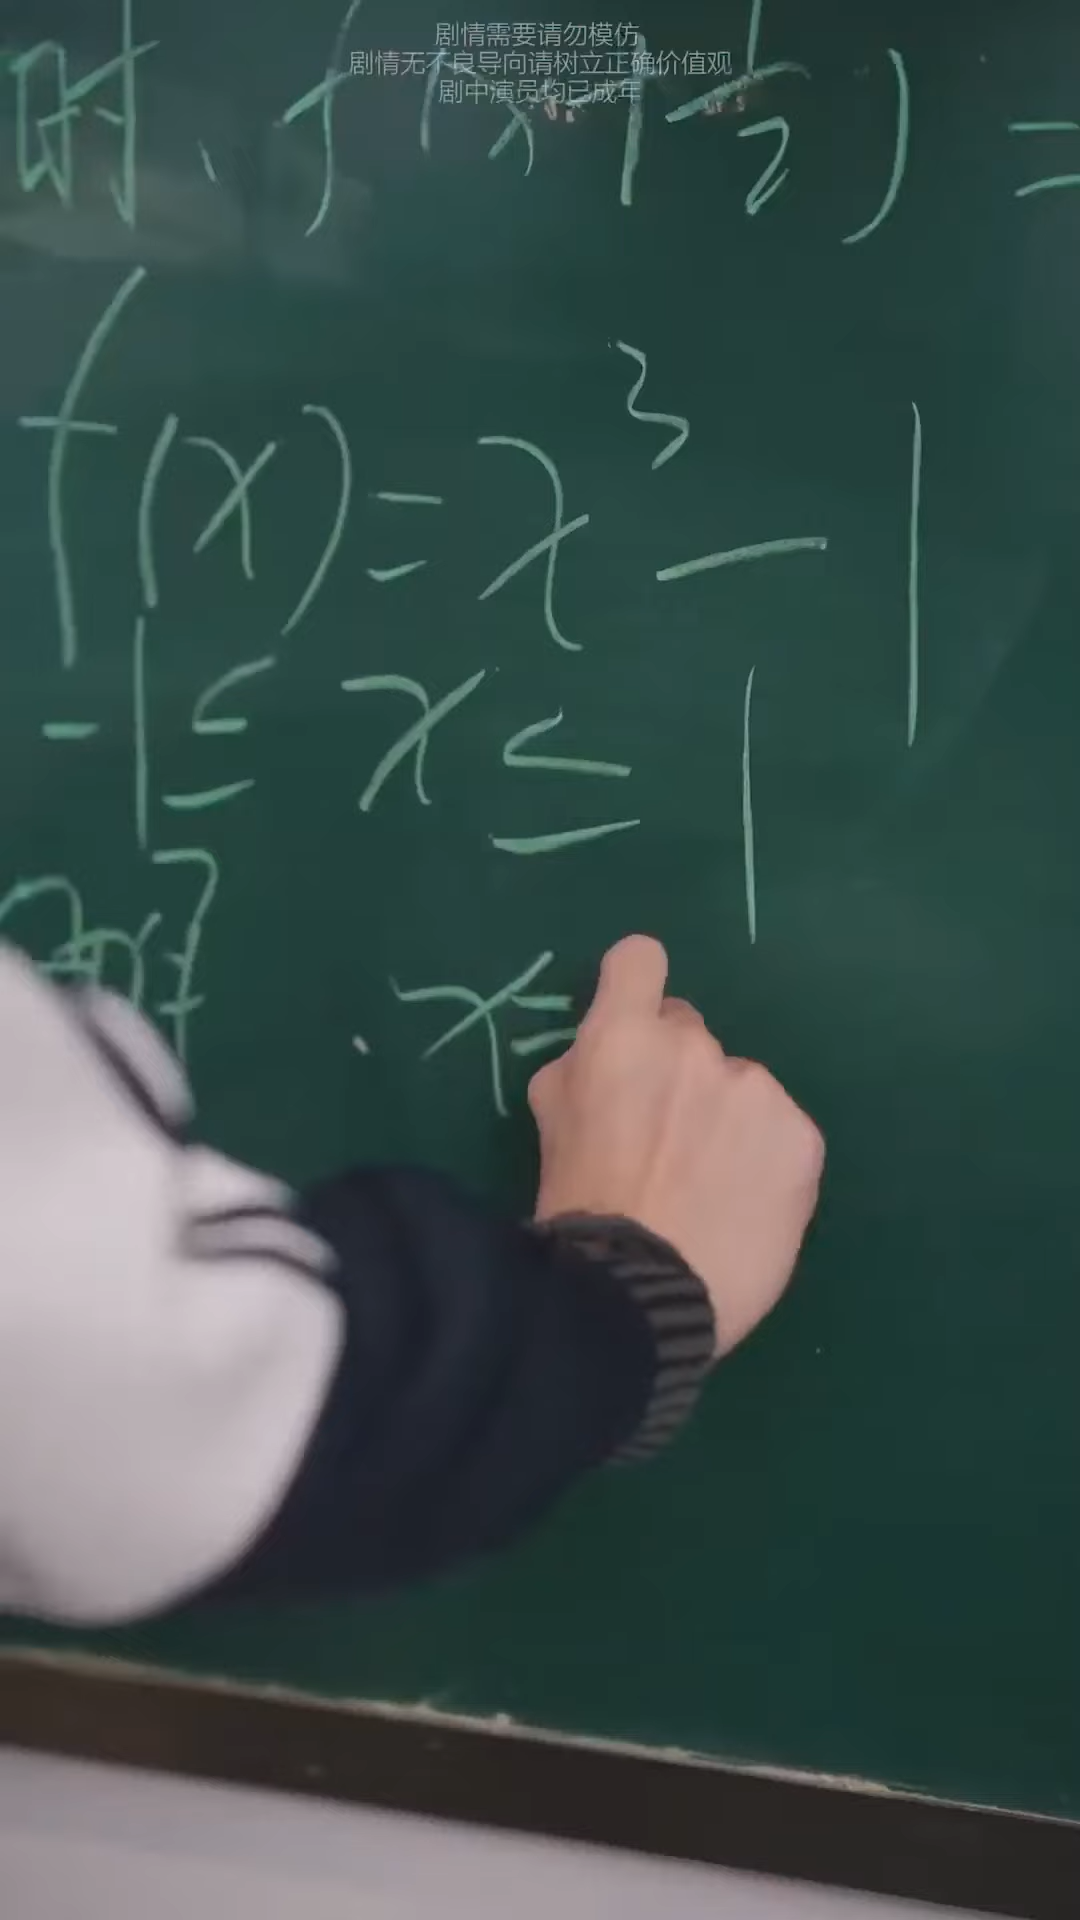 剧情需要请勿模仿
剧情无不良导向请树立正确价值观
剧中演员均已成年
时, f(x+1/2) =
f(x)=x³-1
-1≤x≤1
x=